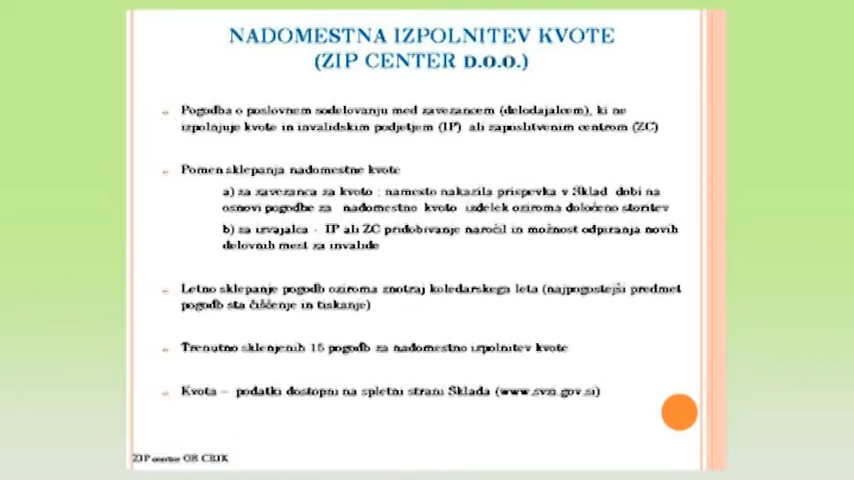 NADOMESTNA IZPOLNITEV KVOTE
(ZIP CENTER D.O.O.)
Pogodba o poslovnem sodelovanju med zavezancem (delodajalcem), ki ne
izpolnjuje kvote in invalidskim podjetjem (IP) ali zaposlitvenim centrom (ZC)
Pomen sklepanja nadomestne kvote
a) za zavezanca za kvoto : namesto nakazila prispevka v Sklad dobi na
osnovi pogodbe za nadomestno kvoto izdelek oziroma določeno storitev
b) za izvajalca - IP ali ZC pridobivanje naročil in možnost odpiranja novih
delovnih mest za invalide
Letno sklepanje pogodb oziroma znotraj koledarskega leta (najpogostejši predmet
pogodb sta čiščenje in tiskanje)
Trenutno sklenjenih 15 pogodb za nadomestno izpolnitev kvote
Kvota – podatki dostopni na spletni strani Sklada (www.svzi.gov.si)
ZIP center OE CRIK